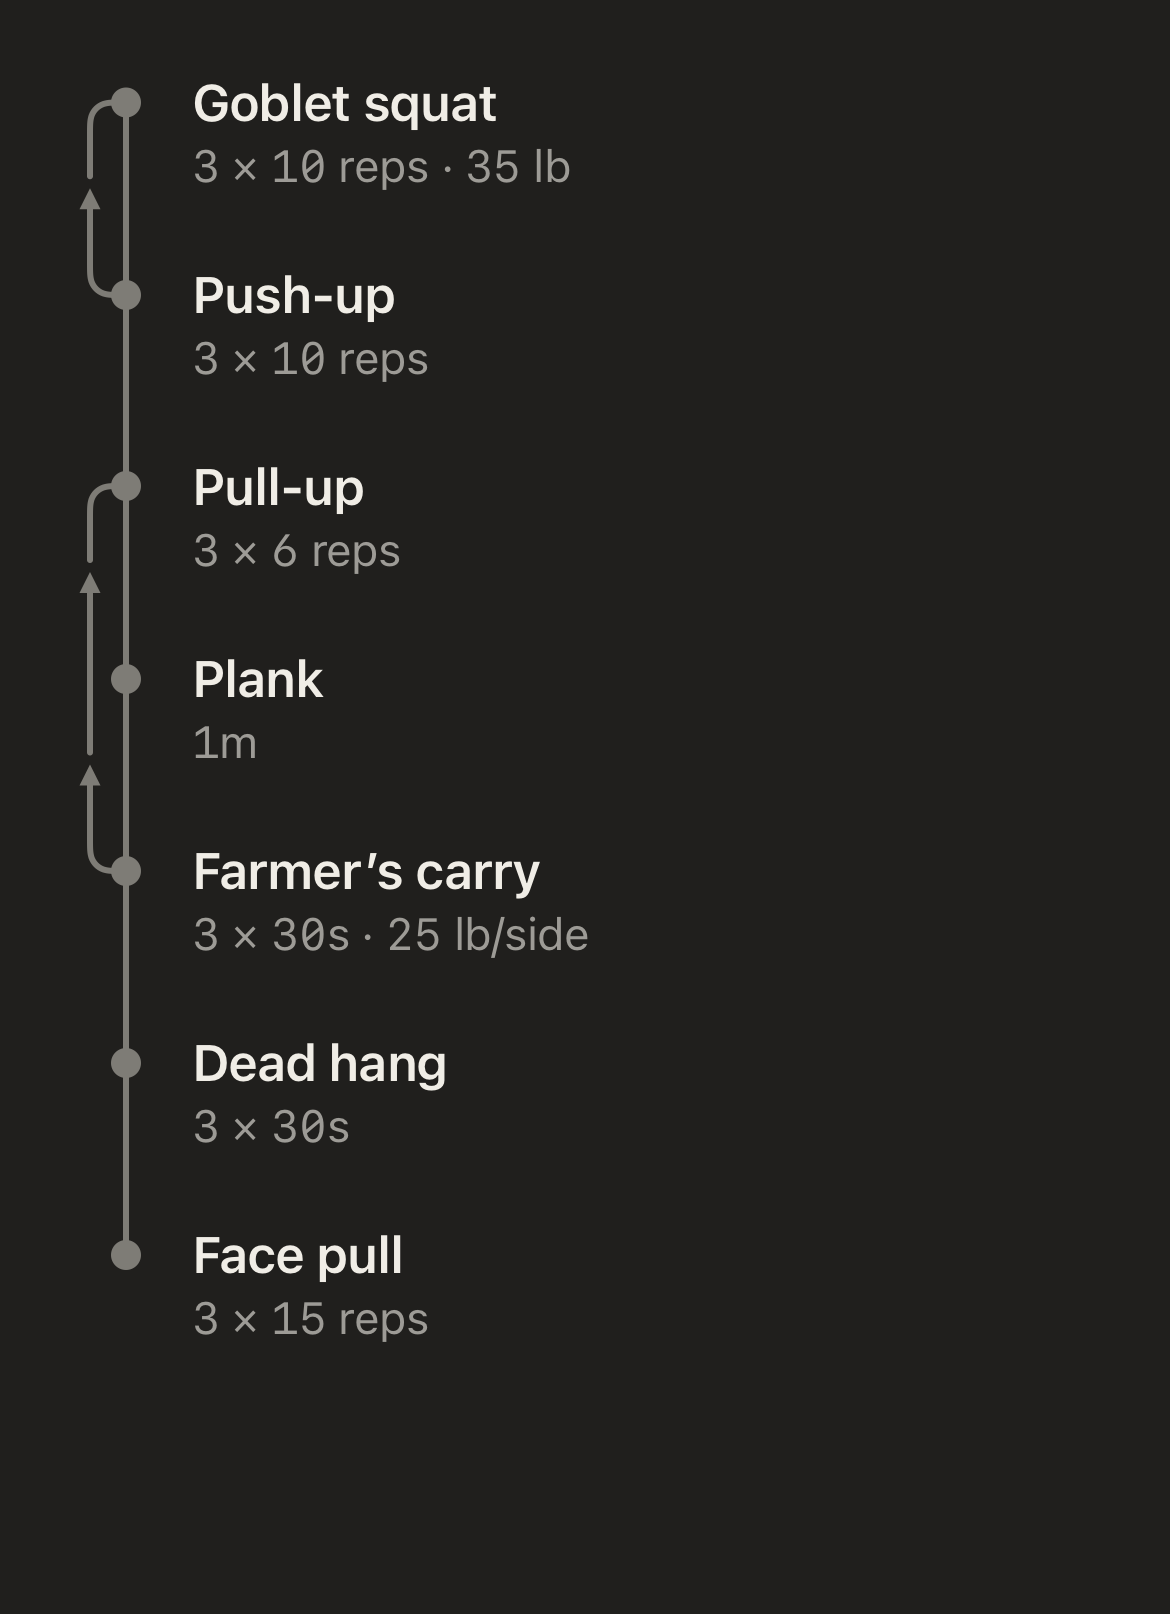 Goblet squat
3 × 10 reps · 35 lb
Push-up
3 × 10 reps
Pull-up
3 × 6 reps
Plank
1m
Farmer’s carry
3 × 30s · 25 lb/side
Dead hang
3 × 30s
Face pull
3 × 15 reps